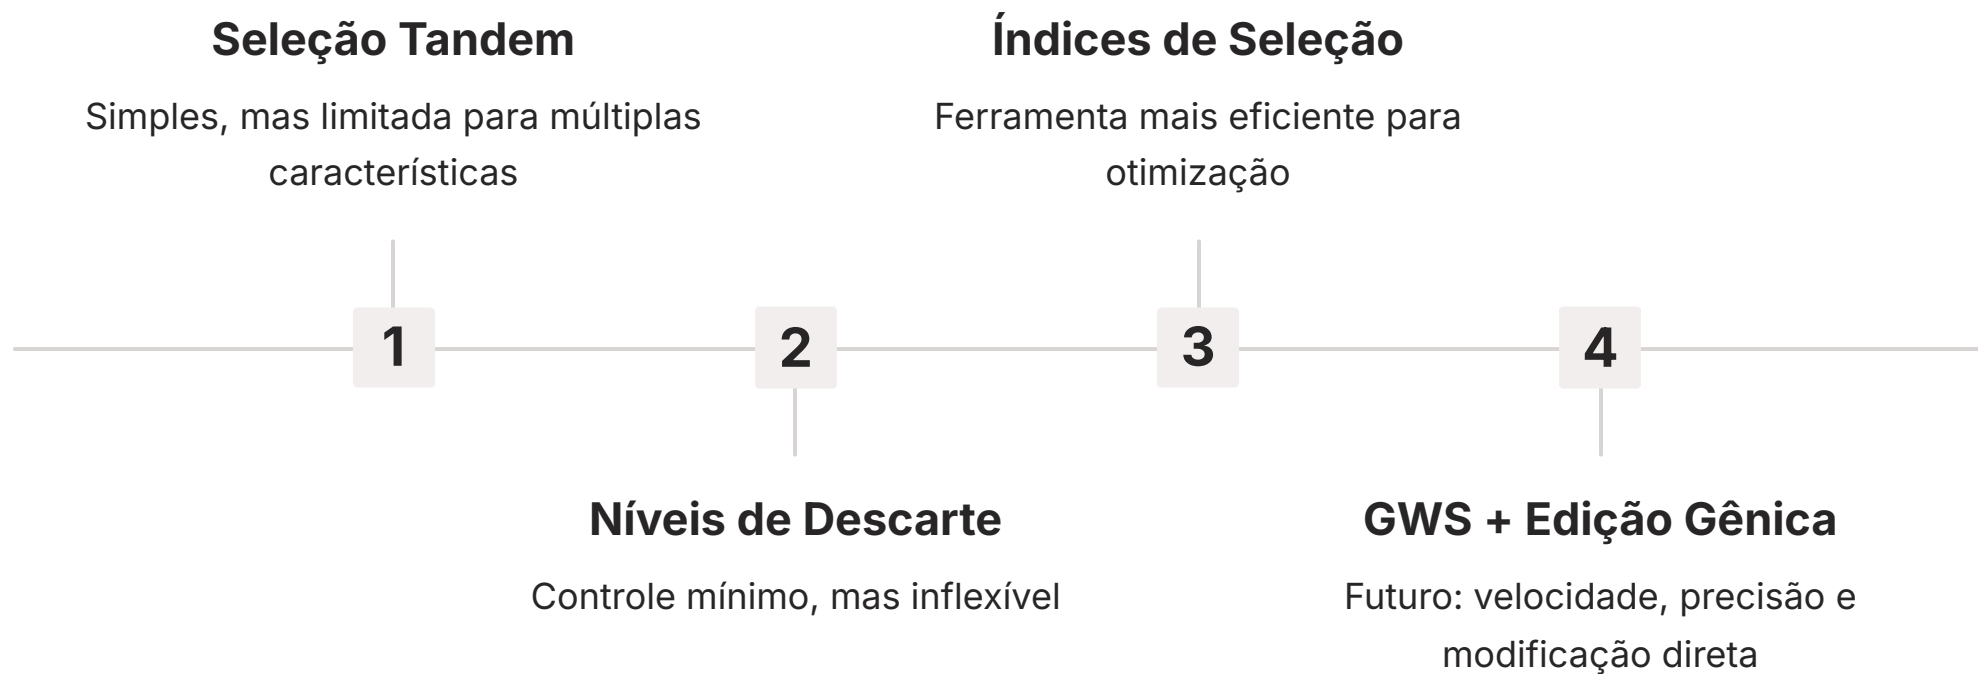 Seleção Tandem
Simples, mas limitada para múltiplas
características
Índices de Seleção
Ferramenta mais eficiente para
otimização
1
2
3
4
Níveis de Descarte
Controle mínimo, mas inflexível
GWS + Edição Gênica
Futuro: velocidade, precisão e
modificação direta